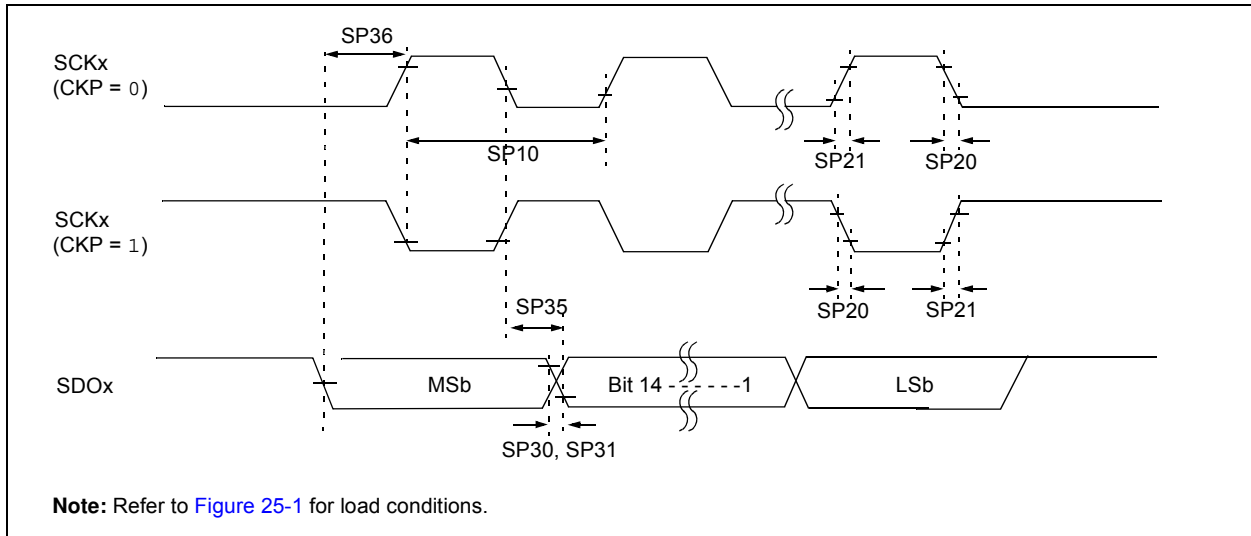 SP36
SCKx
(CKP = 0)
SP10
SP21
SP20
SCKx
(CKP = 1)
SP35
SP20
SP21
SDOx
MSb
Bit 14 - - - - - -1
LSb
SP30, SP31
Note: Refer to Figure 25-1 for load conditions.